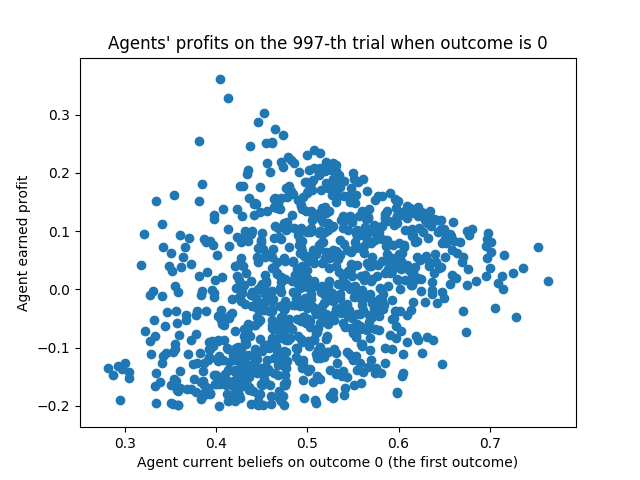 Agents' profits on the 997-th trial when outcome is 0
Agent earned profit
0.3
0.2
0.1
0.0
−0.1
−0.2
0.3 0.4 0.5 0.6 0.7
Agent current beliefs on outcome 0 (the first outcome)